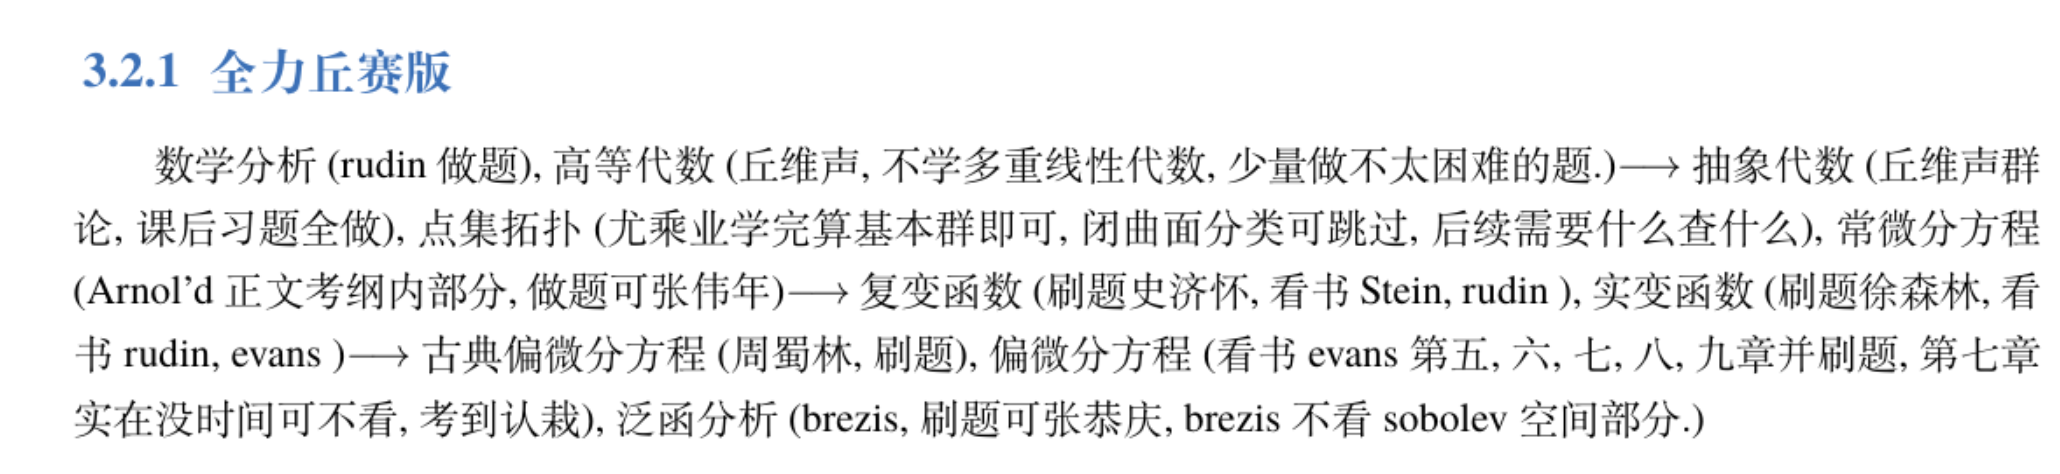 3.2.1 全力丘赛版
数学分析 (rudin 做题), 高等代数 (丘维声, 不学多重线性代数, 少量做不太困难的题.)⟶ 抽象代数 (丘维声群
论, 课后习题全做), 点集拓扑 (尤乘业学完算基本群即可, 闭曲面分类可跳过, 后续需要什么查什么), 常微分方程
(Arnol’d 正文考纲内部分, 做题可张伟年)⟶ 复变函数 (刷题史济怀, 看书 Stein, rudin ), 实变函数 (刷题徐森林, 看
书 rudin, evans )⟶ 古典偏微分方程 (周蜀林, 刷题), 偏微分方程 (看书 evans 第五, 六, 七, 八, 九章并刷题, 第七章
实在没时间可不看, 考到认栽), 泛函分析 (brezis, 刷题可张恭庆, brezis 不看 sobolev 空间部分.)